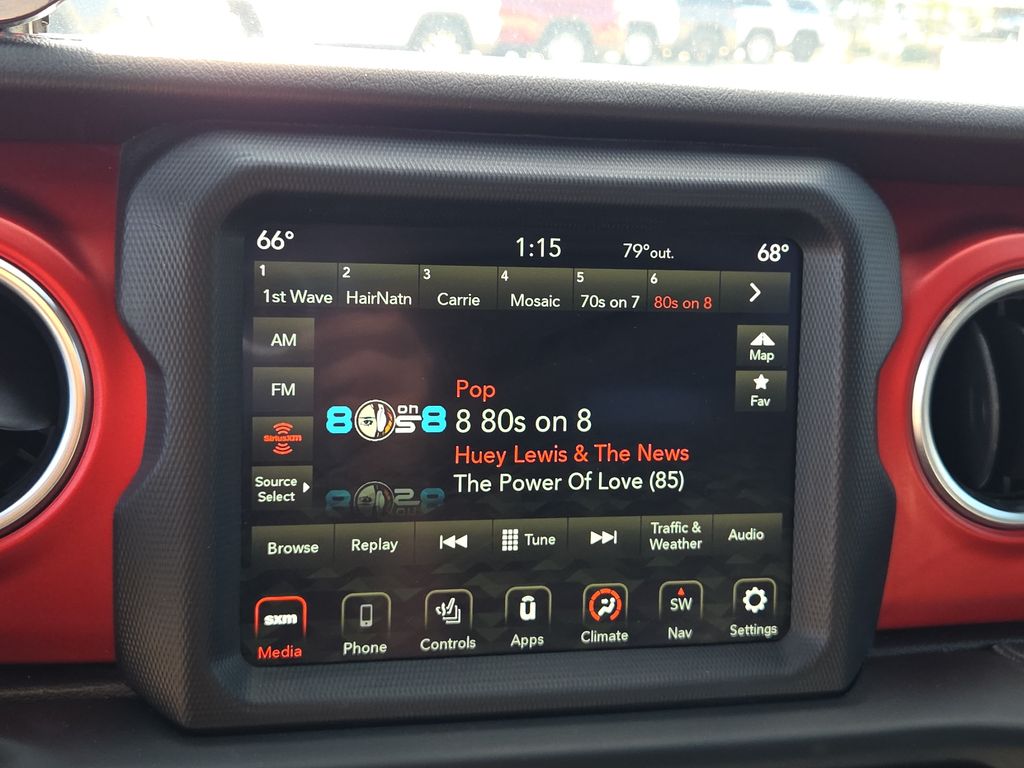 66° 1:15 79°out. 68°
1 2 3 4 5 6
1st Wave HairNatn Carrie Mosaic 70s on 7 80s on 8
AM
Map
FM
Fav
SiriusXM
Source
Select
80s on 8
Pop
8 80s on 8
Huey Lewis & The News
The Power Of Love (85)
Browse Replay Tune Traffic & Weather Audio
sxm SW
Media Phone Controls Apps Climate Nav Settings